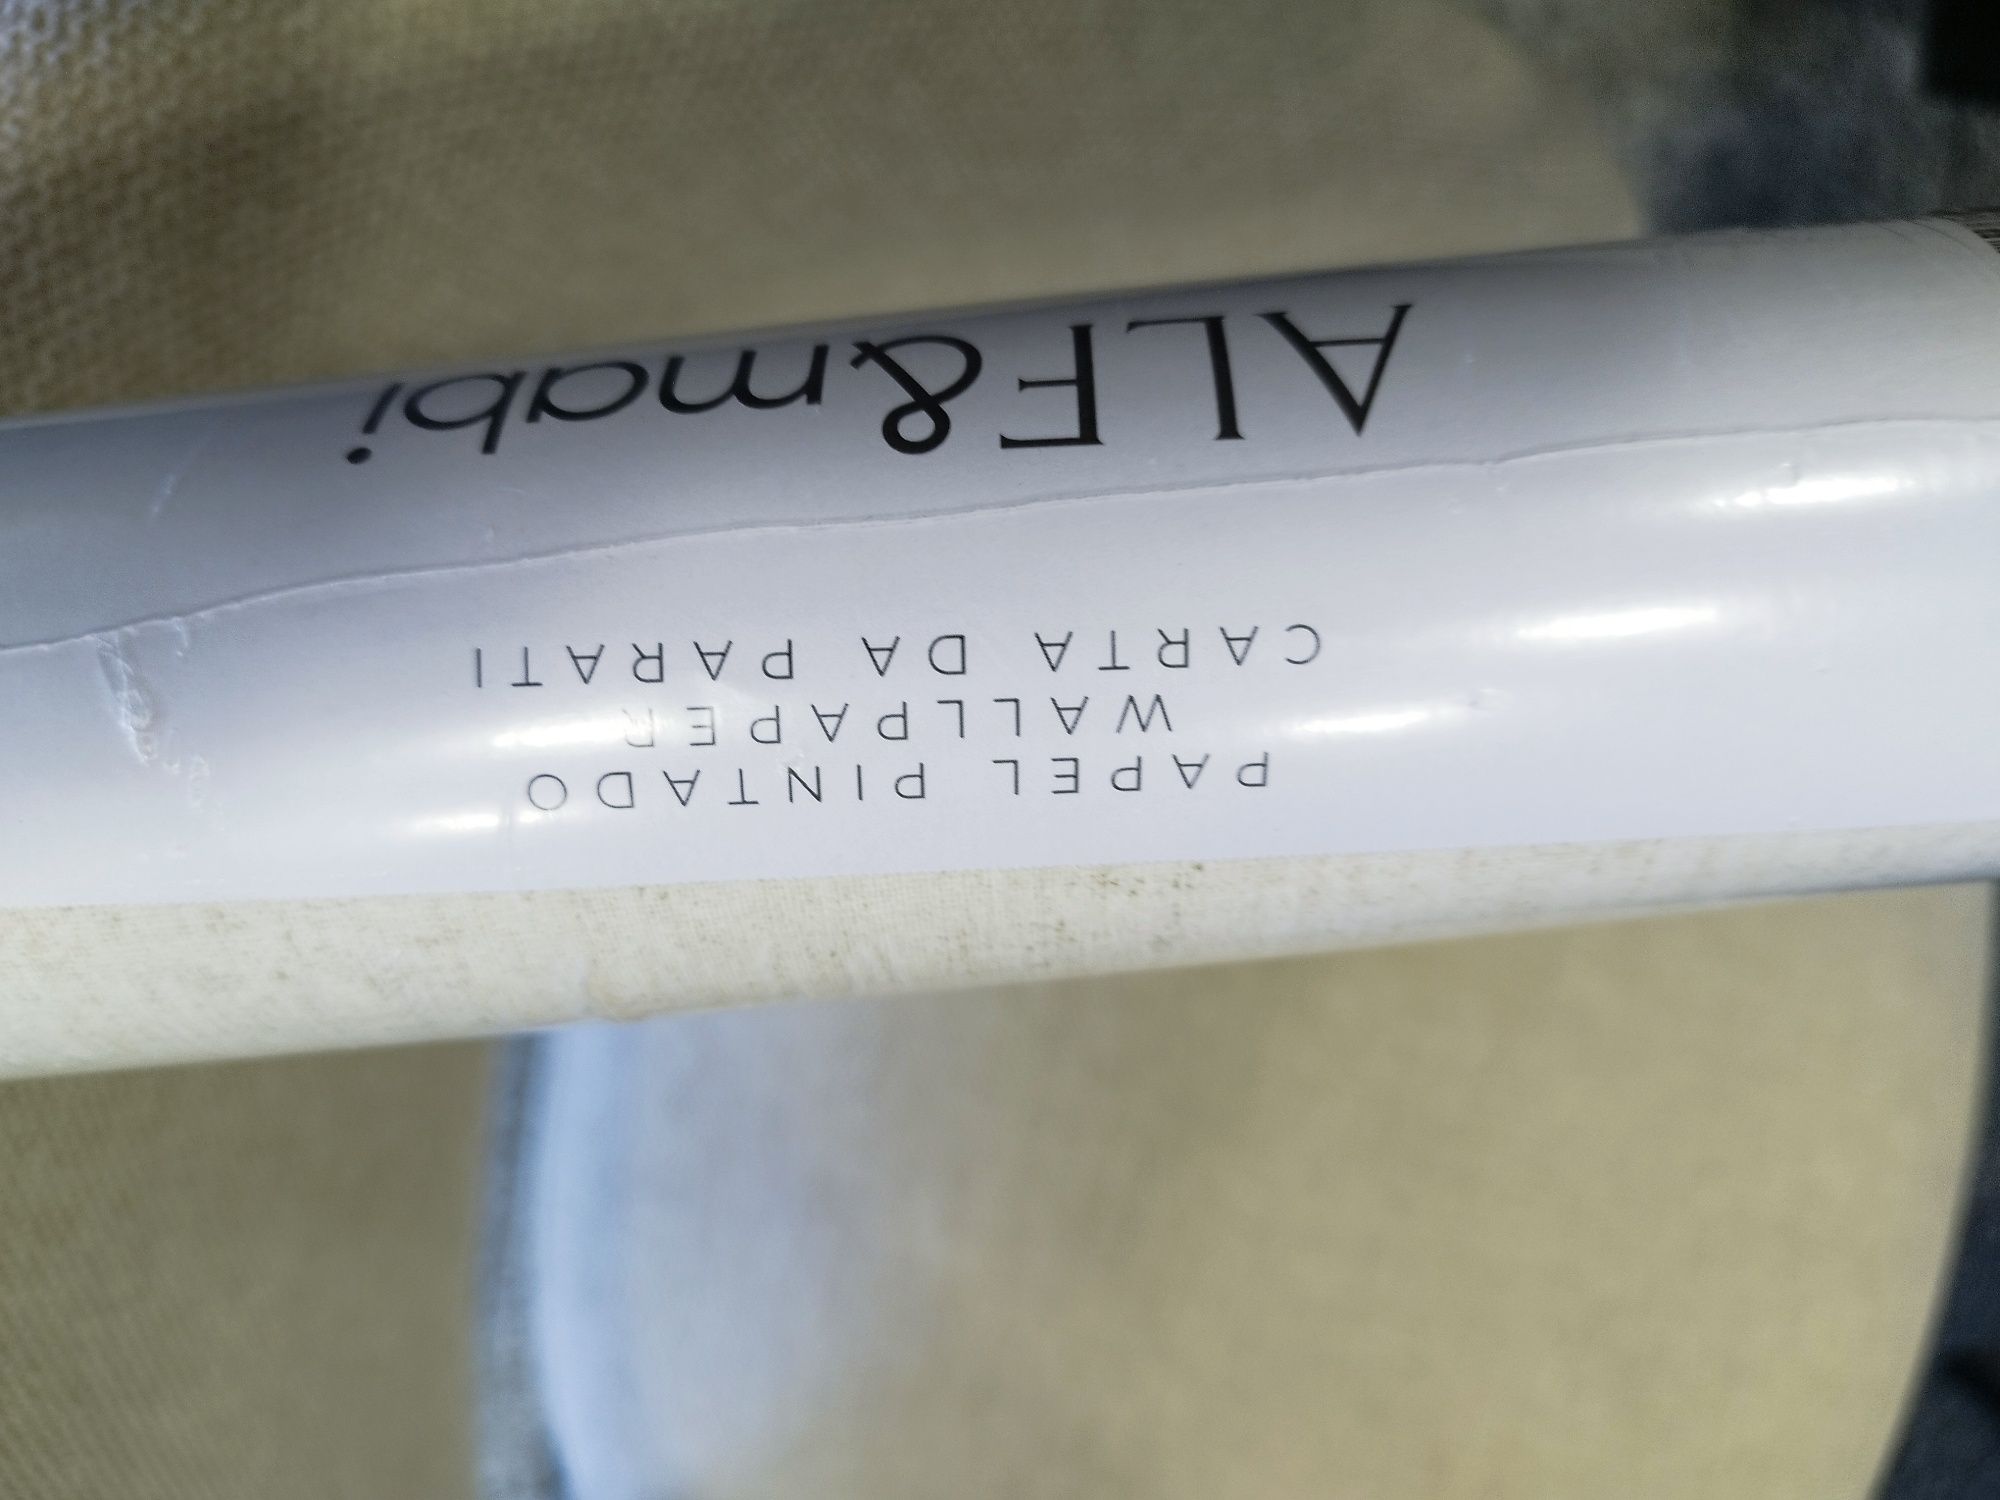 PAPEL PINTADO
WALLPAPER
CARTA DA PARATI
ALF&mabi